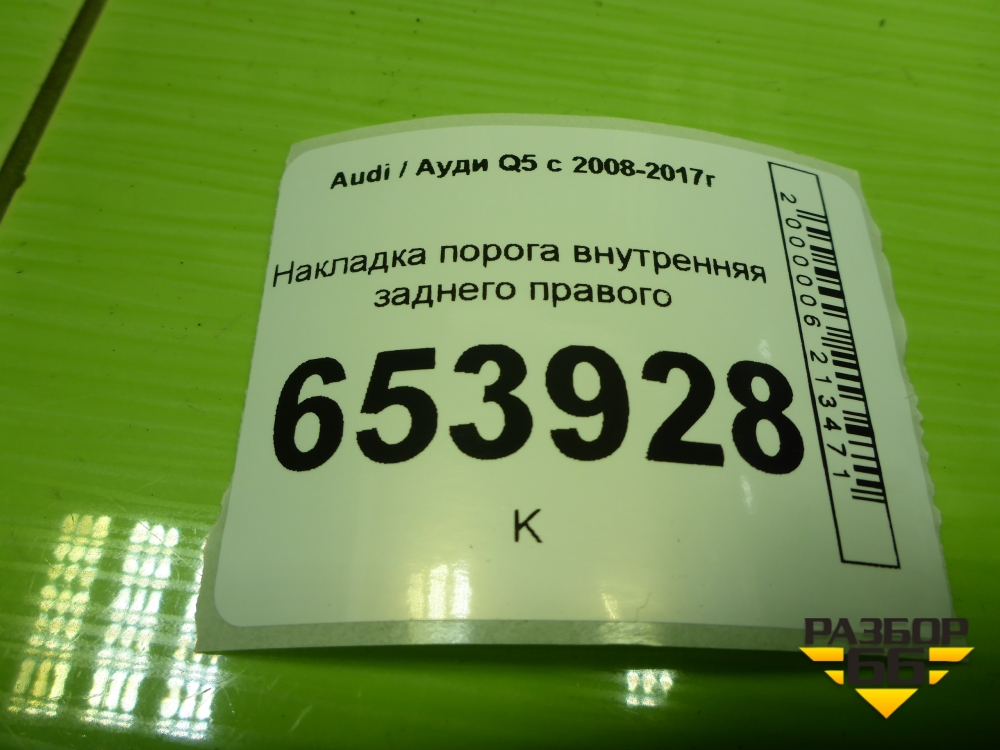 Audi / Ауди Q5 с 2008-2017г
Накладка порога внутренняя
заднего правого
653928
К
2000006213471
РАЗБОР
66